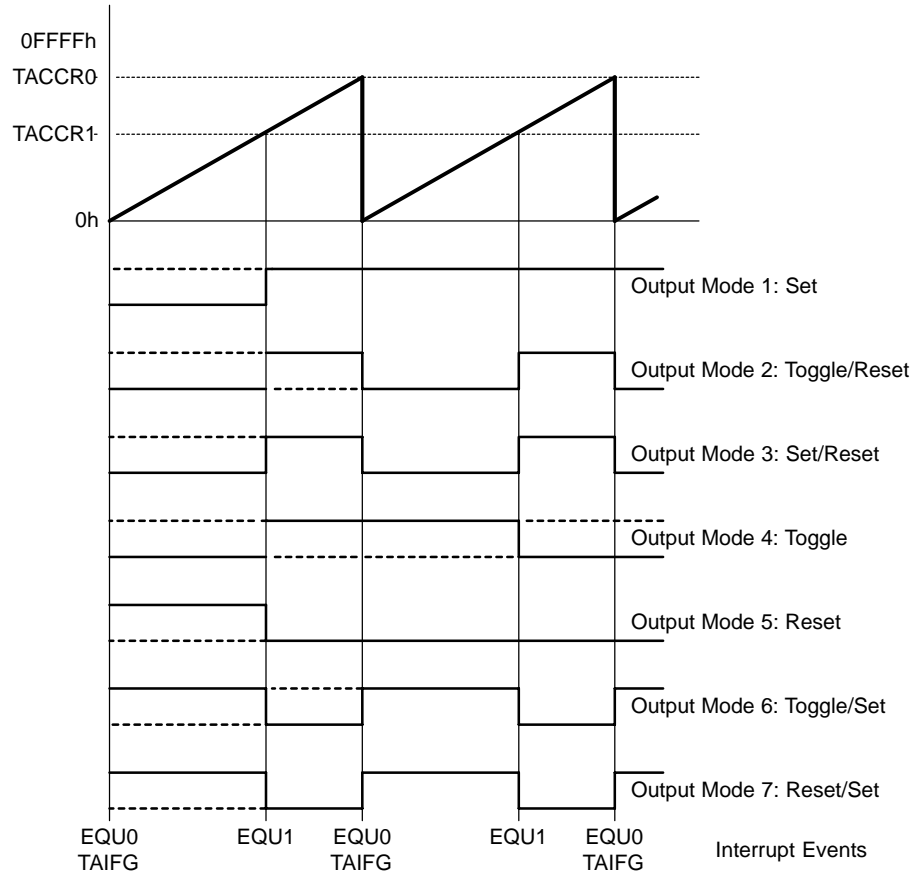 0FFFFh
TACCR0
TACCR1
0h
Output Mode 1: Set
Output Mode 2: Toggle/Reset
Output Mode 3: Set/Reset
Output Mode 4: Toggle
Output Mode 5: Reset
Output Mode 6: Toggle/Set
Output Mode 7: Reset/Set
EQU0 EQU1 EQU0 EQU1 EQU0
TAIFG TAIFG TAIFG Interrupt Events